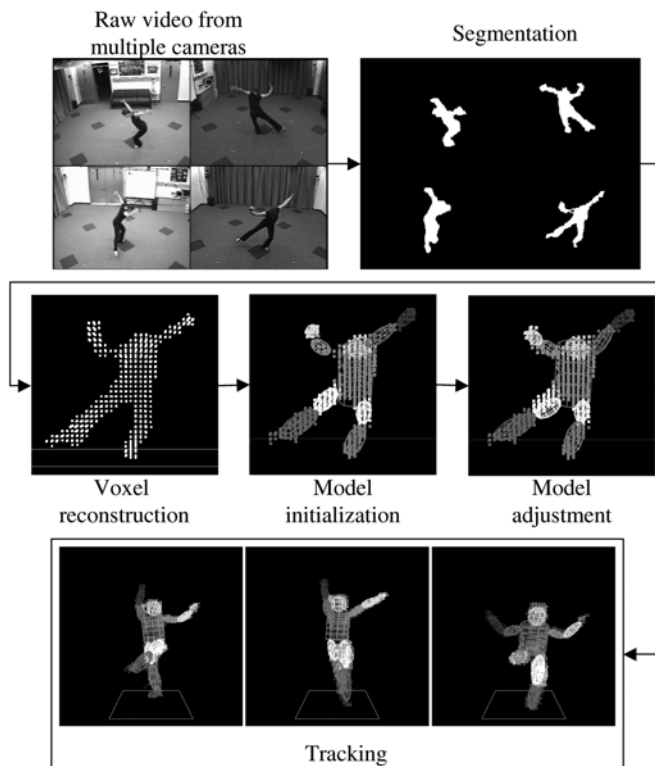 Raw video from
multiple cameras
Segmentation
Voxel
reconstruction
Model
initialization
Model
adjustment
Tracking